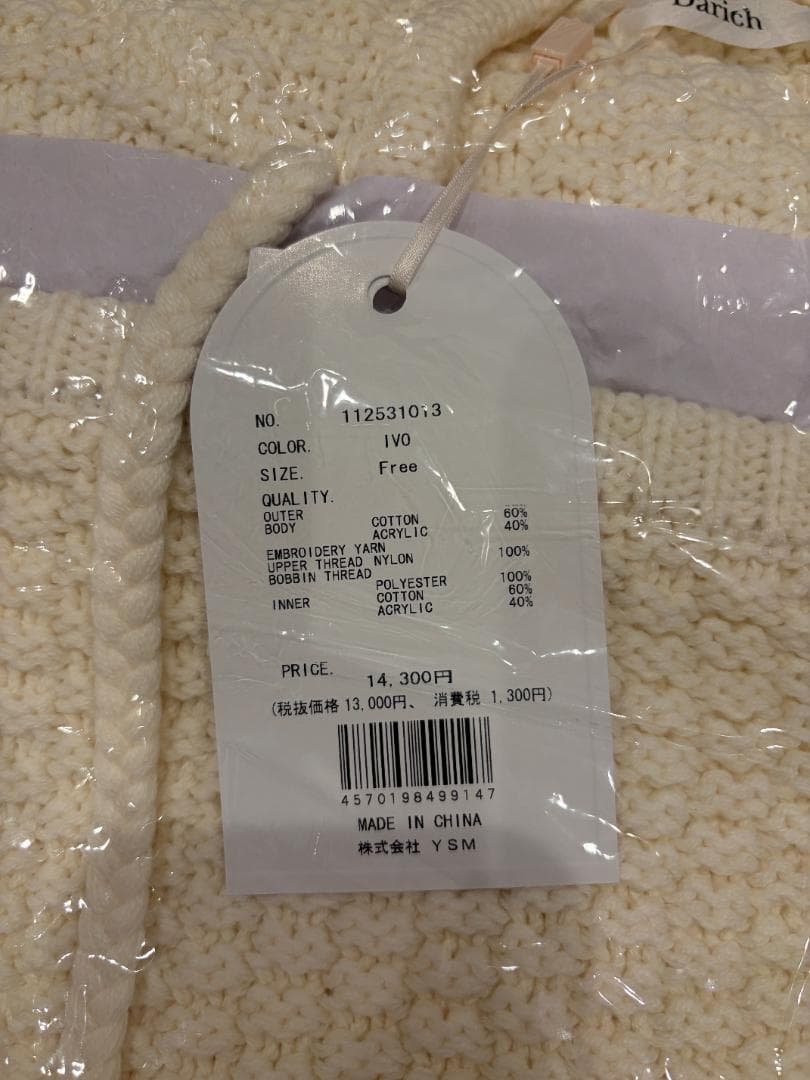 Darich
NO. 112531013
COLOR. IVO
SIZE. Free
QUALITY.
OUTER
BODY COTTON 60%
ACRYLIC 40%
EMBROIDERY YARN
UPPER THREAD NYLON 100%
BOBBIN THREAD
POLYESTER 100%
INNER COTTON 60%
ACRYLIC 40%
PRICE. 14,300円
(税抜価格 13,000円、 消費税 1,300円)
4570198499147
MADE IN CHINA
株式会社 YSM